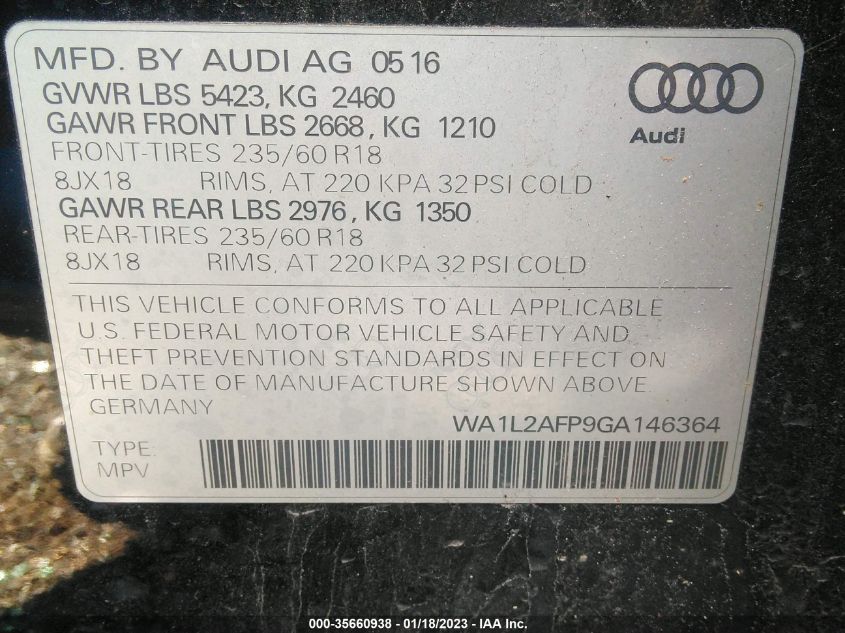 MFD. BY AUDI AG 05 16
GVWR LBS 5423, KG 2460
GAWR FRONT LBS 2668, KG 1210
FRONT-TIRES 235/60 R18
8JX18 RIMS, AT 220 KPA 32 PSI COLD
GAWR REAR LBS 2976, KG 1350
REAR-TIRES 235/60 R18
8JX18 RIMS, AT 220 KPA 32 PSI COLD
Audi
THIS VEHICLE CONFORMS TO ALL APPLICABLE
U.S. FEDERAL MOTOR VEHICLE SAFETY AND
THEFT PREVENTION STANDARDS IN EFFECT ON
THE DATE OF MANUFACTURE SHOWN ABOVE
GERMANY
WA1L2AFP9GA146364
TYPE:
MPV
000-35660938 - 01/18/2023 - IAA Inc.